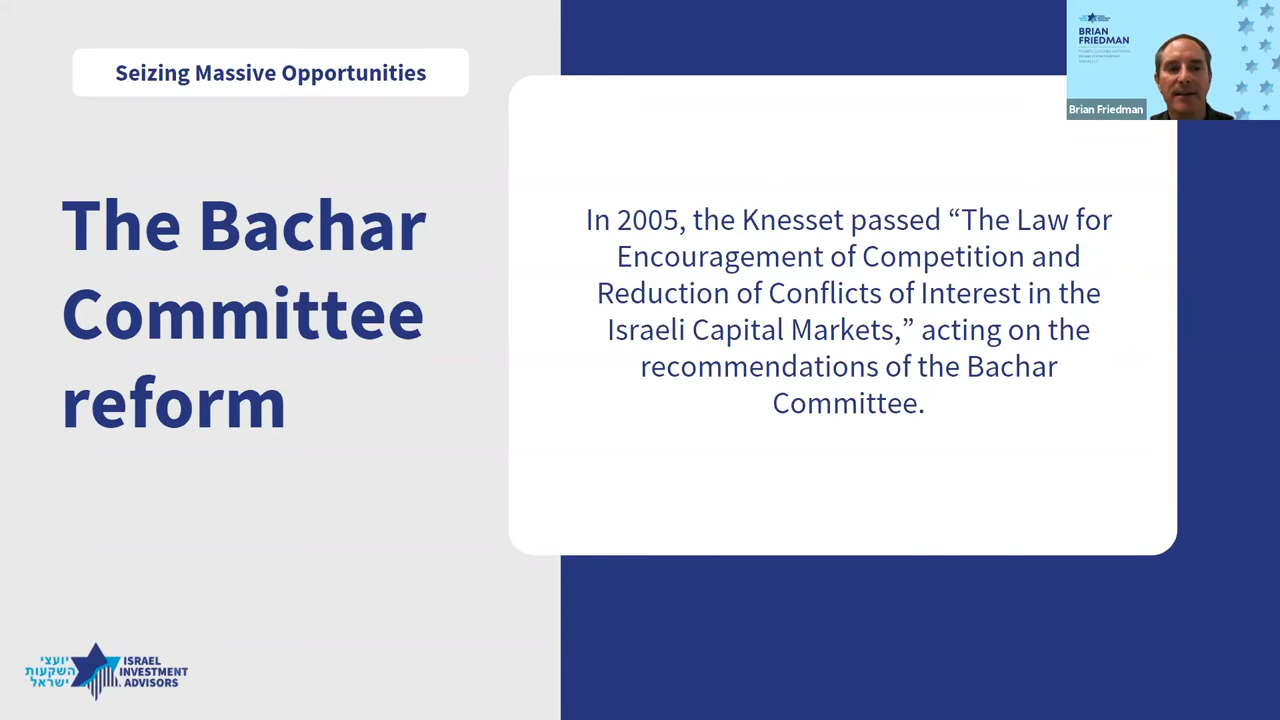 Seizing Massive Opportunities
The Bachar
Committee
reform
In 2005, the Knesset passed “The Law for
Encouragement of Competition and
Reduction of Conflicts of Interest in the
Israeli Capital Markets,” acting on the
recommendations of the Bachar
Committee.
BRIAN
FRIEDMAN
Brian Friedman
יועצי
השקעות
ישראל
ISRAEL
INVESTMENT
ADVISORS